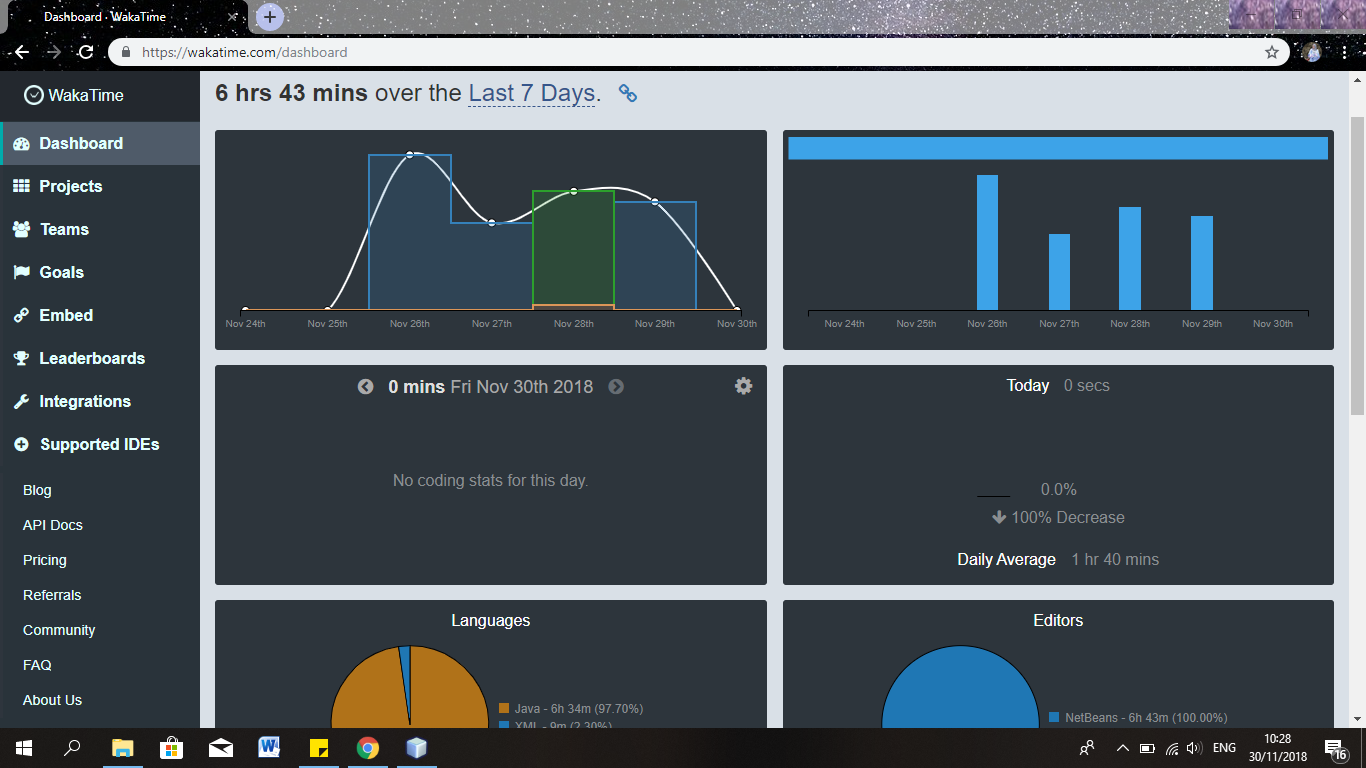 Dashboard · WakaTime
https://wakatime.com/dashboard
WakaTime
Dashboard
Projects
Teams
Goals
Embed
Leaderboards
Integrations
Supported IDEs
Blog
API Docs
Pricing
Referrals
Community
FAQ
About Us
6 hrs 43 mins over the Last 7 Days.
Nov 24th Nov 25th Nov 26th Nov 27th Nov 28th Nov 29th Nov 30th
Nov 24th Nov 25th Nov 26th Nov 27th Nov 28th Nov 29th Nov 30th
0 mins Fri Nov 30th 2018
No coding stats for this day.
Today 0 secs
0.0%
100% Decrease
Daily Average 1 hr 40 mins
Languages
Java - 6h 34m (97.70%)
XML - 9m (2.30%)
Editors
NetBeans - 6h 43m (100.00%)
ENG
10:28
30/11/2018
16